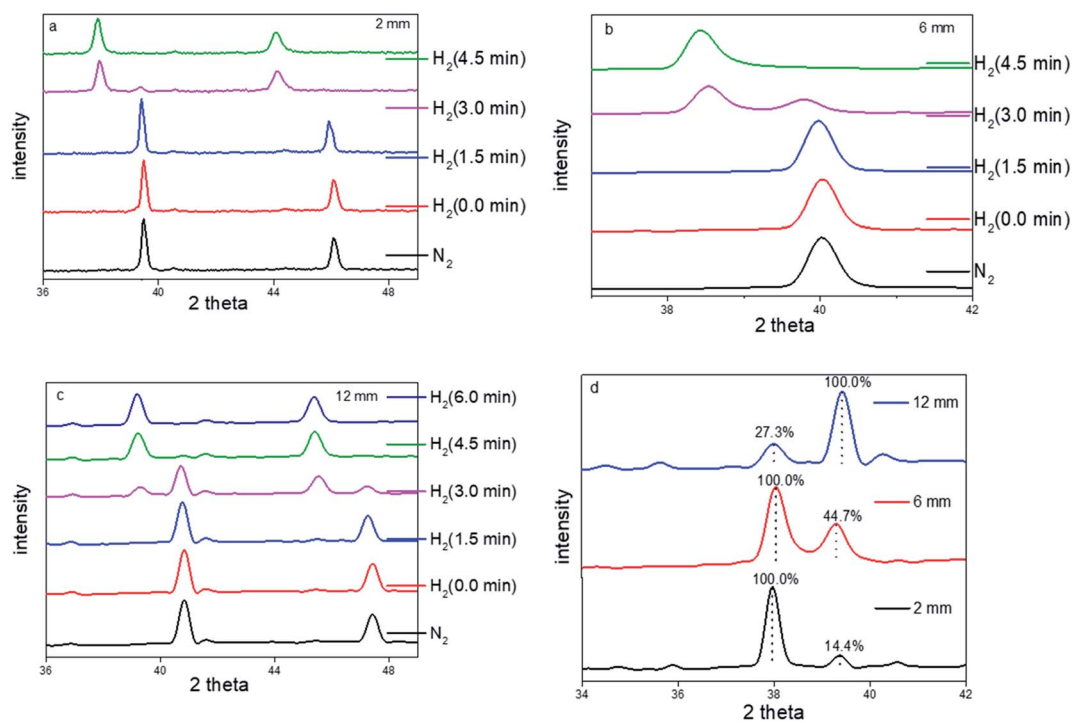 a
2 mm
H2(4.5 min)
H2(3.0 min)
H2(1.5 min)
H2(0.0 min)
N2
intensity
36 40 44 48
2 theta
b
6 mm
H2(4.5 min)
H2(3.0 min)
H2(1.5 min)
H2(0.0 min)
N2
intensity
38 40 42
2 theta
c
12 mm
H2(6.0 min)
H2(4.5 min)
H2(3.0 min)
H2(1.5 min)
H2(0.0 min)
N2
intensity
36 40 44 48
2 theta
d
100.0%
12 mm
27.3%
100.0%
6 mm
44.7%
100.0%
2 mm
14.4%
intensity
34 36 38 40 42
2 theta